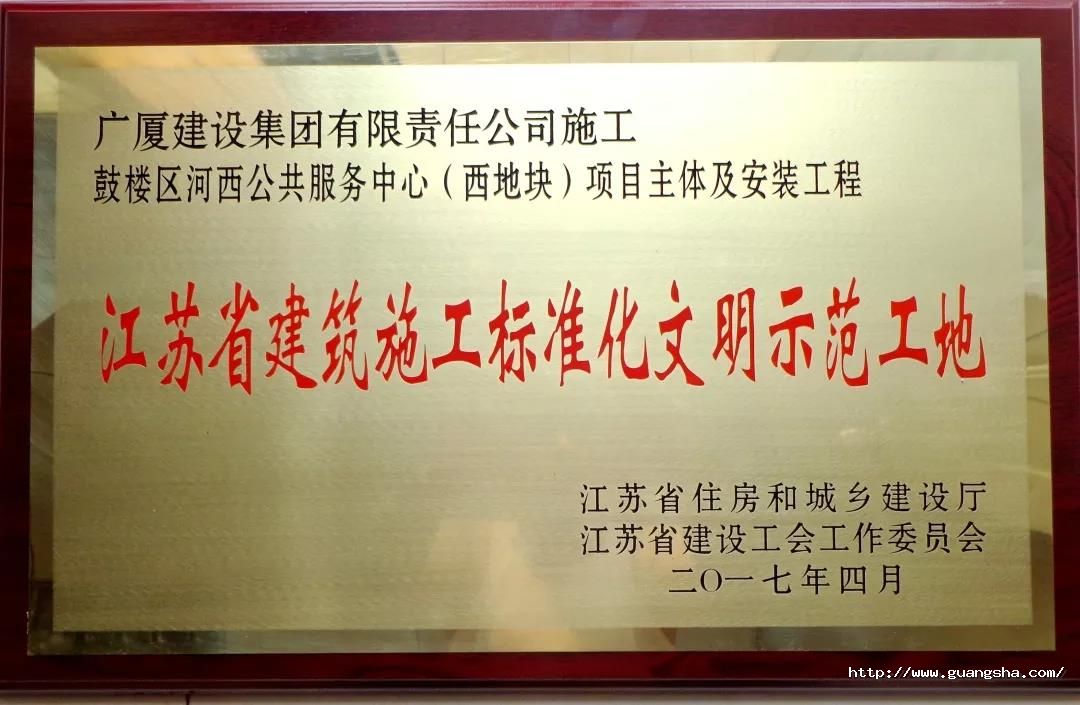 广厦建设集团有限责任公司施工
鼓楼区河西公共服务中心（西地块）项目主体及安装工程
江苏省建筑施工标准化文明示范工地
江苏省住房和城乡建设厅
江苏省建设工会工作委员会
二〇一七年四月
http://www.guangsha.com/